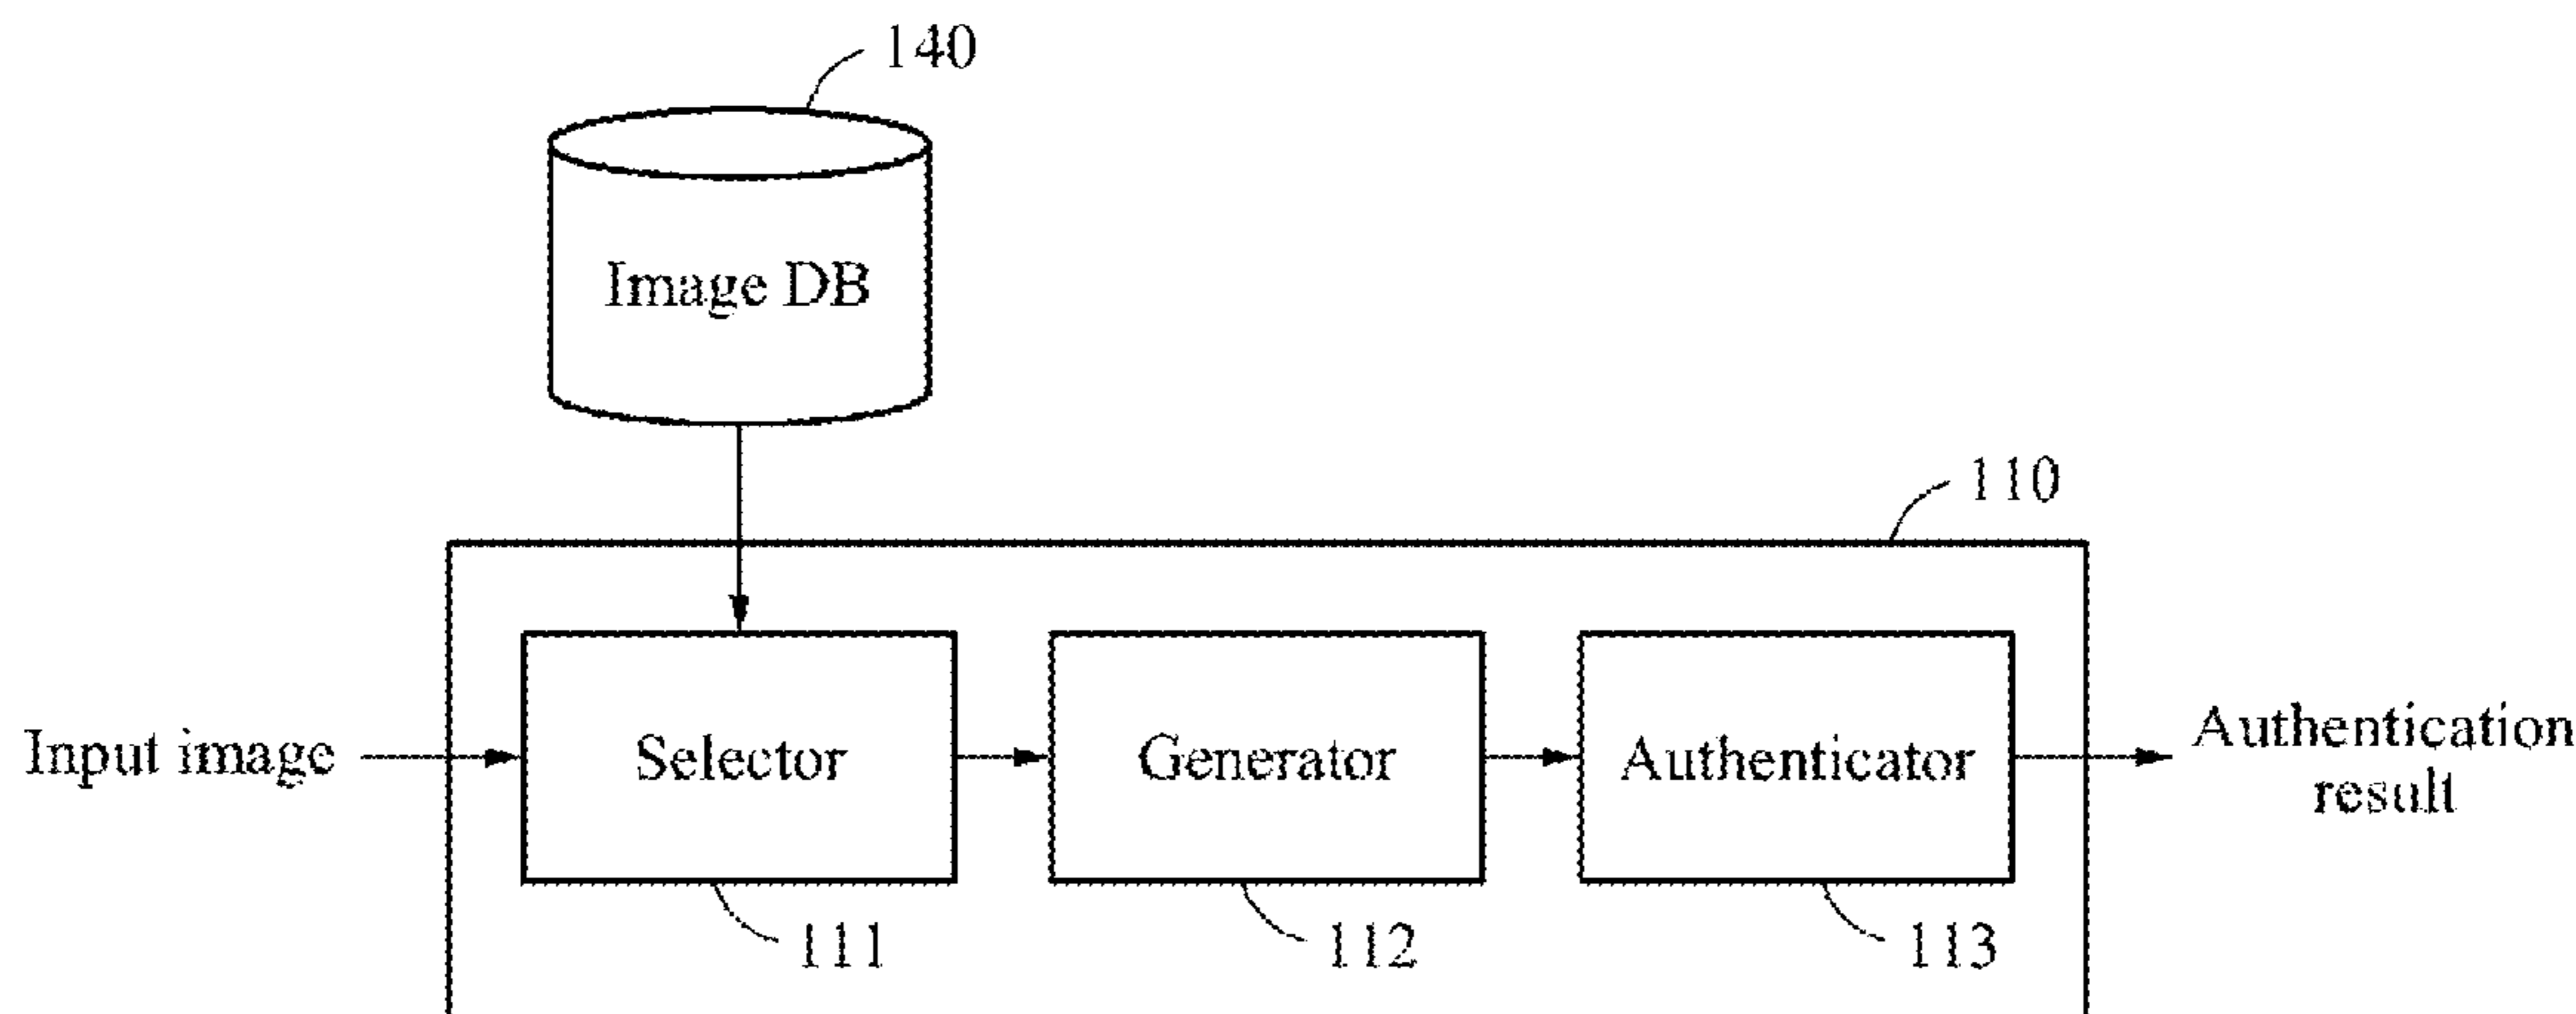 140
Image DB
110
Input image
Selector
Generator
Authenticator
Authentication
result
111
112
113